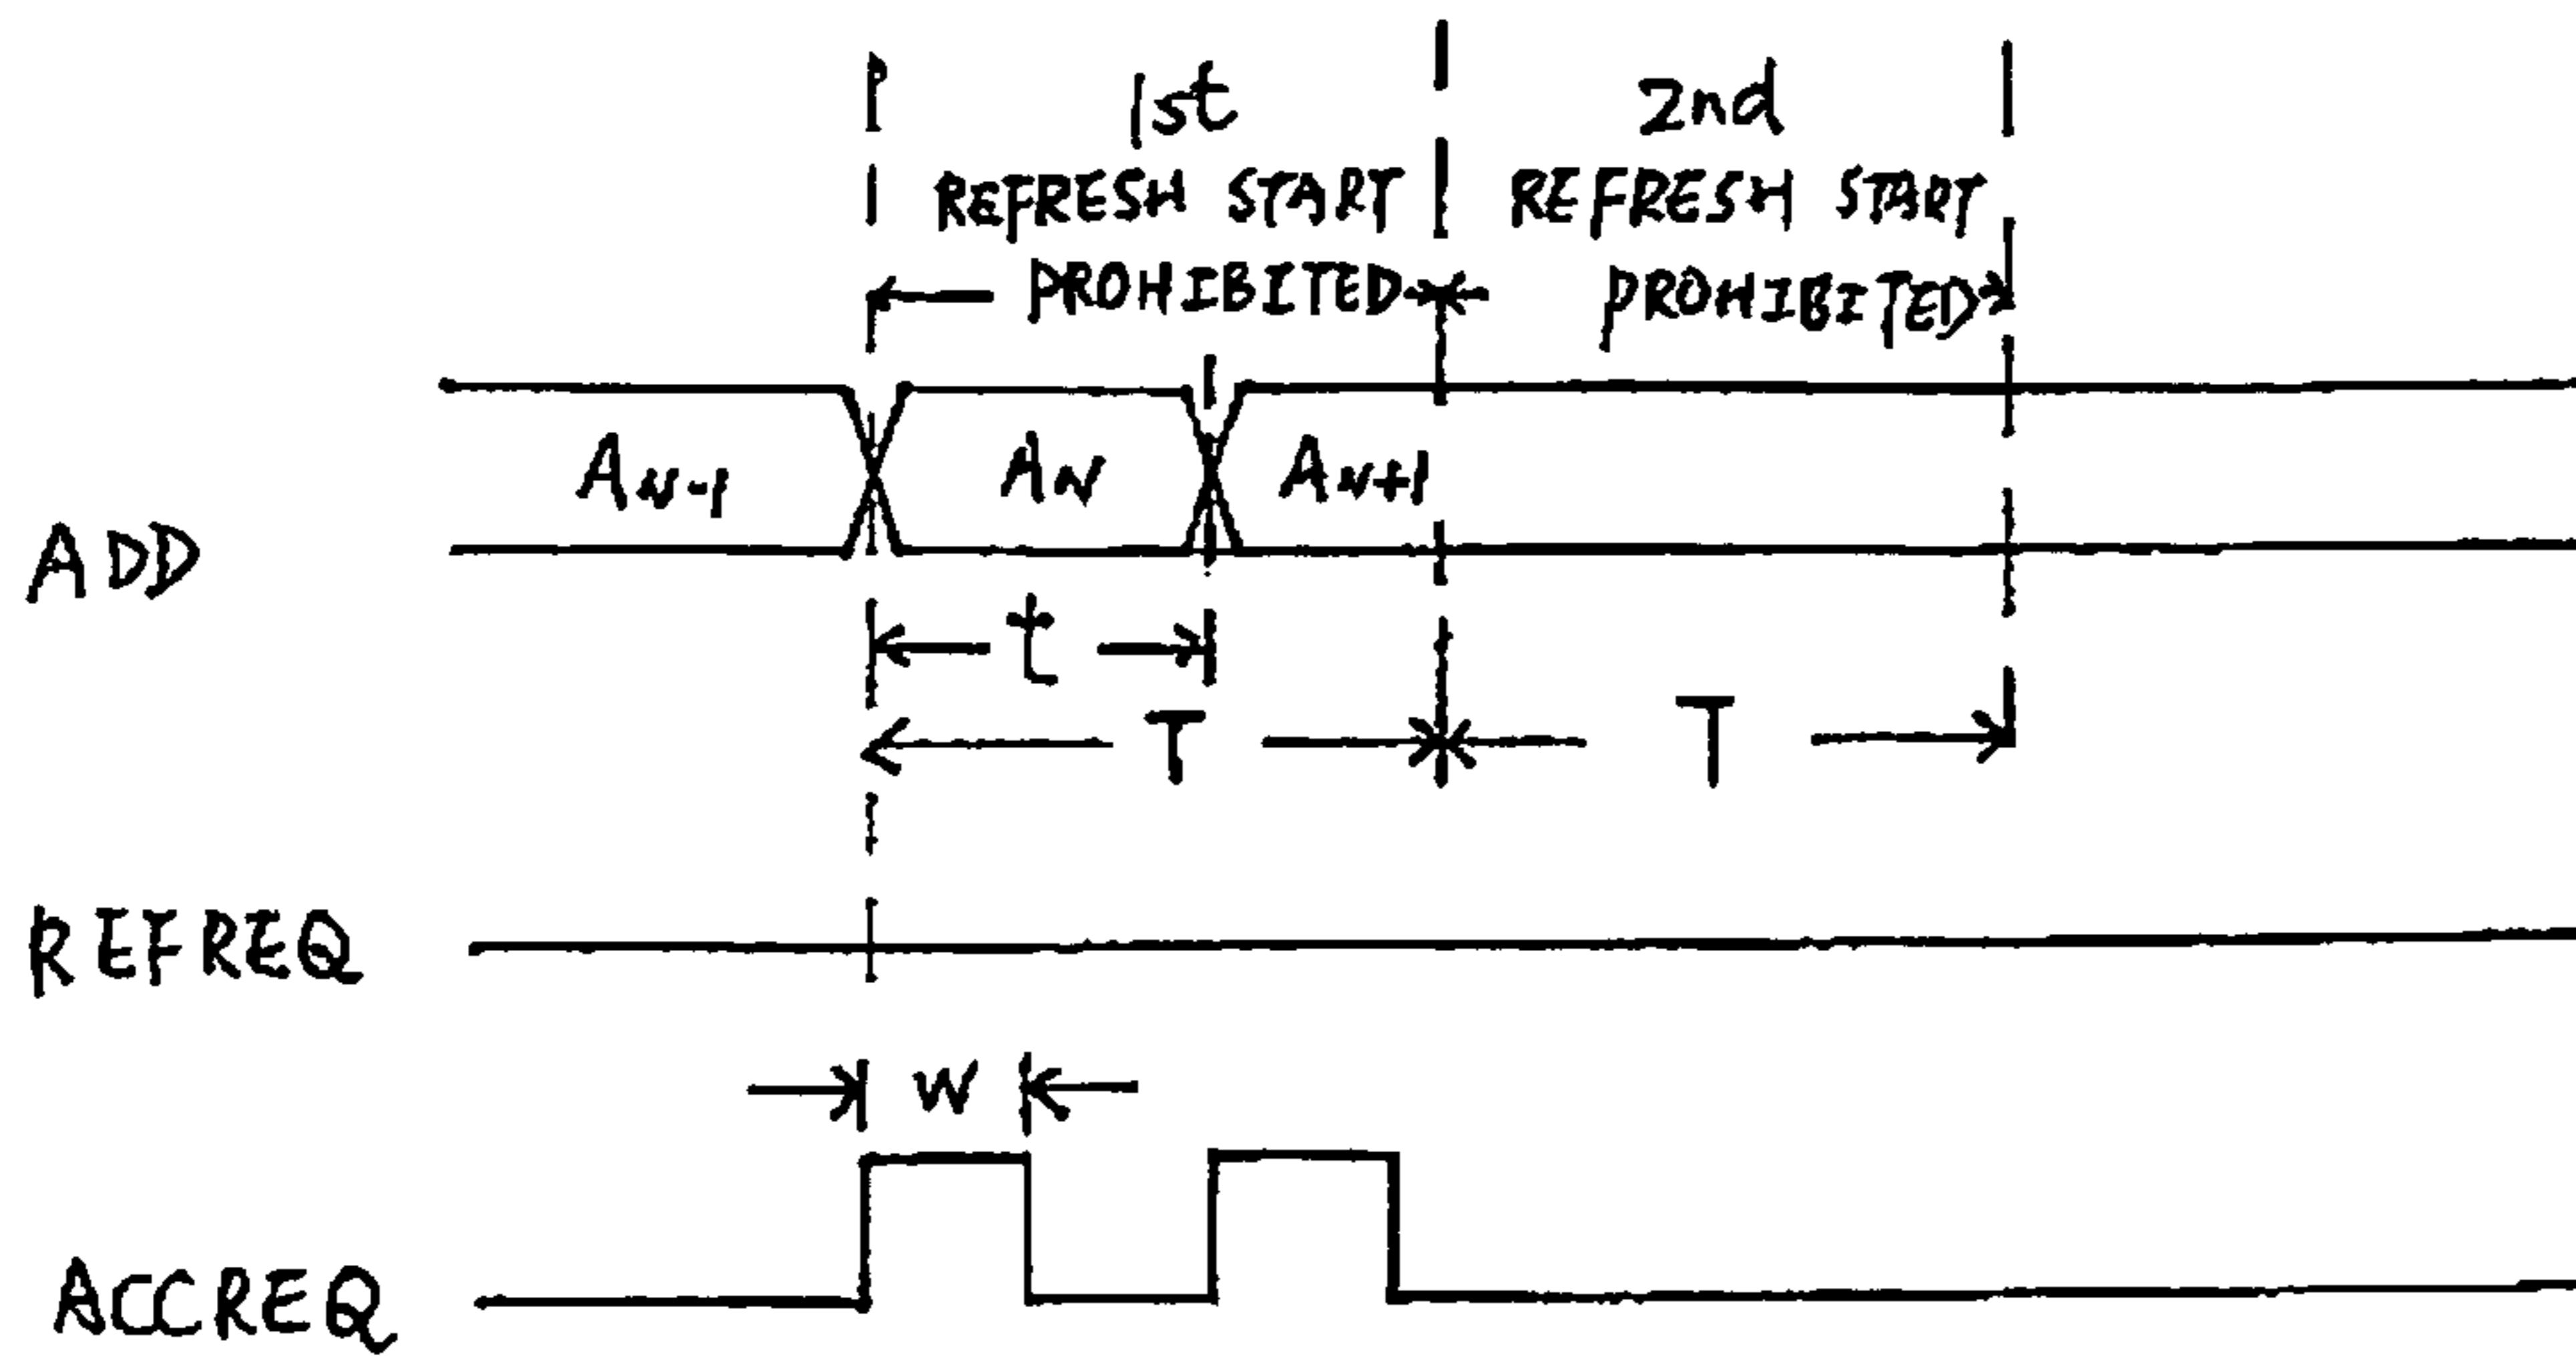 1st
REFRESH START
PROHIBITED
2nd
REFRESH START
PROHIBITED
ADD
AN-1
AN
AN+1
t
T
T
REFREQ
W
ACCREQ